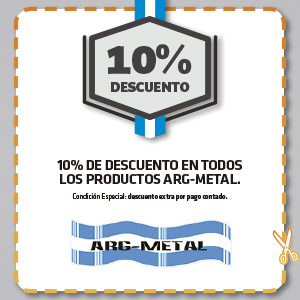 10%
DESCUENTO
10% DE DESCUENTO EN TODOS
LOS PRODUCTOS ARG-METAL.
Condición Especial: descuento extra por pago contado.
ARG-METAL